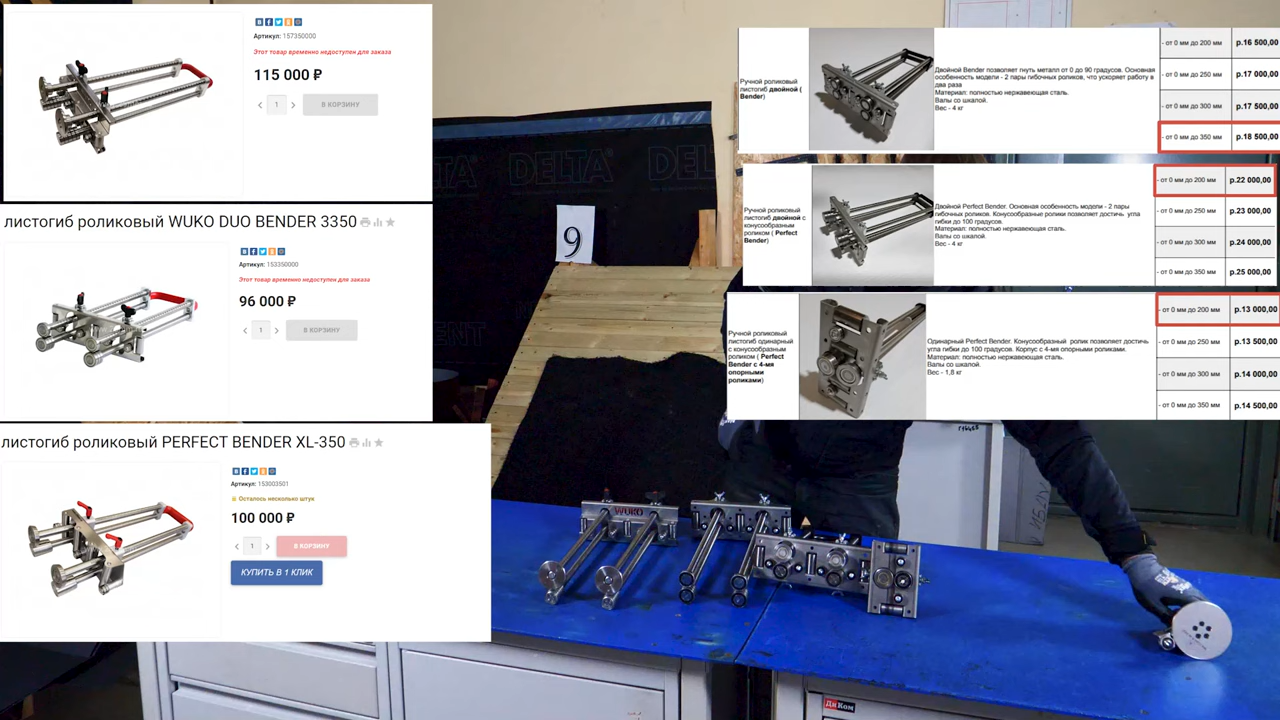 Артикул: 157350000
Этот товар временно недоступен для заказа
115 000 ₽
1
В КОРЗИНУ
листогиб роликовый WUKO DUO BENDER 3350
Артикул: 153350000
Этот товар временно недоступен для заказа
96 000 ₽
1
В КОРЗИНУ
листогиб роликовый PERFECT BENDER XL-350
Артикул: 153003501
Осталось несколько штук
100 000 ₽
1
В КОРЗИНУ
КУПИТЬ В 1 КЛИК
DELTA
DELTA
9
WUKO
ДиКом
Ручной роликовый
листогиб двойной (
Bender)
Двойной Bender позволяет гнуть металл от 0 до 90 градусов. Основная
особенность модели - 2 пары гибочных роликов, что ускоряет работу в
два раза
Материал: полностью нержавеющая сталь.
Валы со шкалой.
Вес - 4 кг
- от 0 мм до 200 мм р.16 500,00
- от 0 мм до 250 мм р.17 000,00
- от 0 мм до 300 мм р.17 500,00
- от 0 мм до 350 мм р.18 500,00
Ручной роликовый
листогиб двойной с
конусообразным
роликом ( Perfect
Bender)
Двойной Perfect Bender. Основная особенность модели - 2 пары
гибочных роликов. Конусообразные ролики позволяет достичь угла
гибки до 100 градусов.
Материал: полностью нержавеющая сталь.
Валы со шкалой.
Вес - 4 кг
- от 0 мм до 200 мм р.22 000,00
- от 0 мм до 250 мм р.23 000,00
- от 0 мм до 300 мм р.24 000,00
- от 0 мм до 350 мм р.25 000,00
Ручной роликовый
листогиб одинарный
с конусообразным
роликом ( Perfect
Bender с 4-мя
опорными
роликами)
Одинарный Perfect Bender. Конусообразный ролик позволяет достичь
угла гибки до 100 градусов. Корпус с 4-мя опорными роликами.
Материал: полностью нержавеющая сталь.
Валы со шкалой.
Вес - 1,8 кг
- от 0 мм до 200 мм р.13 000,00
- от 0 мм до 250 мм р.13 500,00
- от 0 мм до 300 мм р.14 000,00
- от 0 мм до 350 мм р.14 500,00